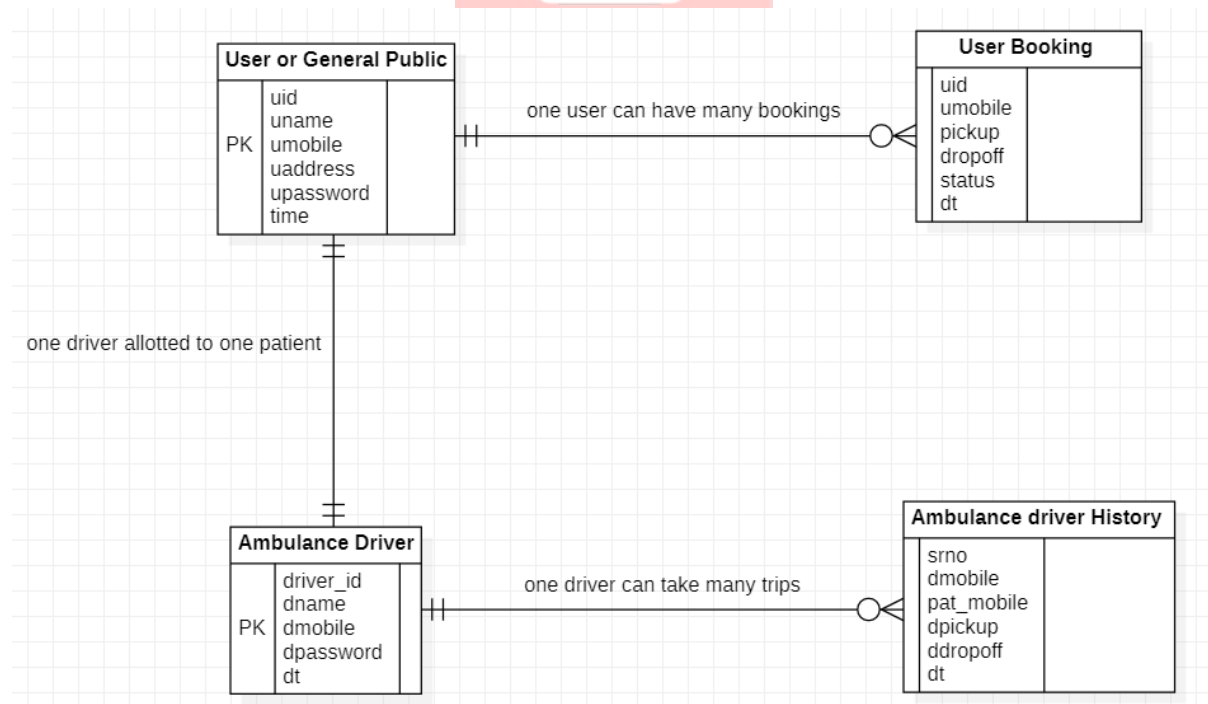 User or General Public
uid
uname
PK umobile
uaddress
upassword
time
one user can have many bookings
User Booking
uid
umobile
pickup
dropoff
status
dt
one driver allotted to one patient
Ambulance Driver
driver_id
dname
PK dmobile
dpassword
dt
one driver can take many trips
Ambulance driver History
srno
dmobile
pat_mobile
dpickup
ddropoff
dt